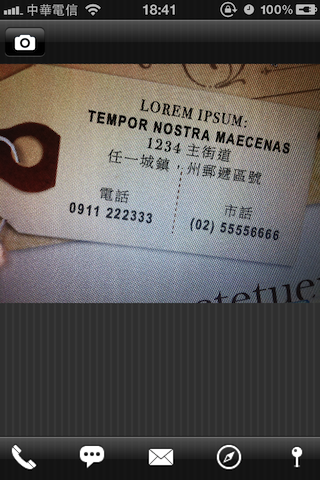 中華電信
18:41
100%
LOREM IPSUM:
TEMPOR NOSTRA MAECENAS
1234 主街道
任一城鎮，州郵遞區號
電話
0911 222333
市話
(02) 55556666
ctetuer